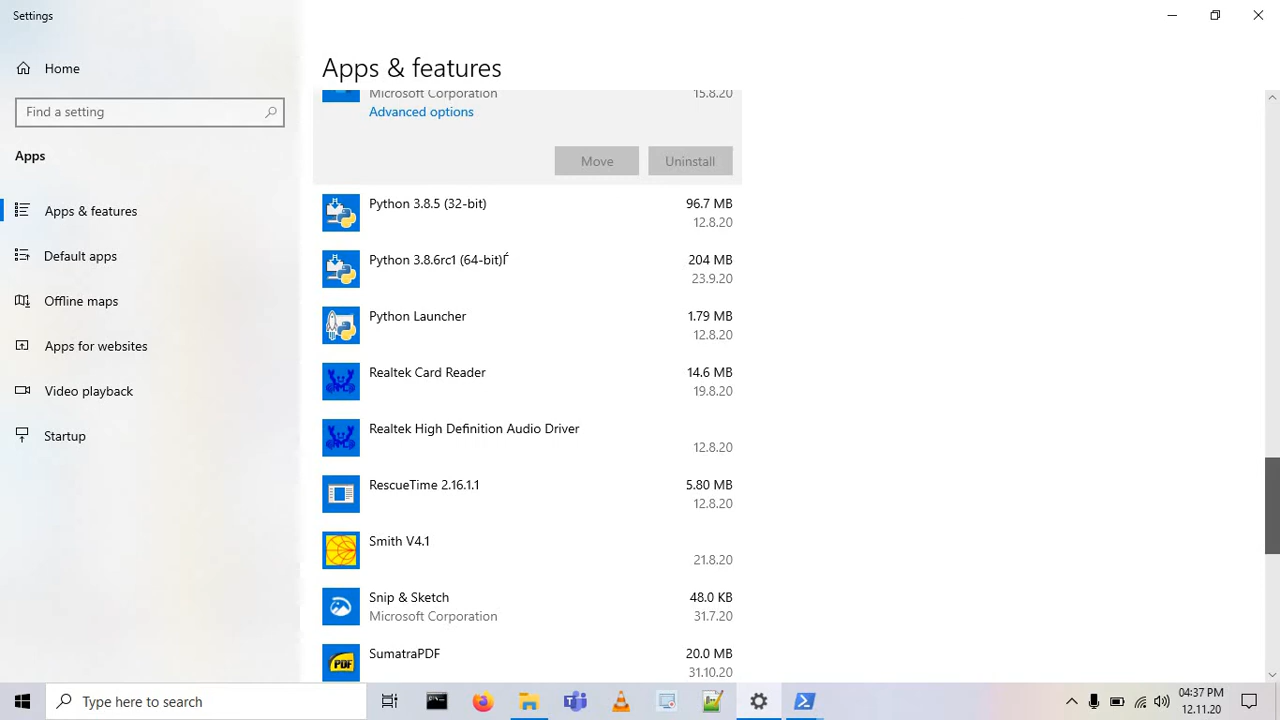 Settings
Home
Find a setting
Apps
Apps & features
Default apps
Offline maps
Apps for websites
Video playback
Startup
Apps & features
Microsoft Corporation 15.8.20
Advanced options
Move Uninstall
Python 3.8.5 (32-bit) 96.7 MB
12.8.20
Python 3.8.6rc1 (64-bit)Ѓ 204 MB
23.9.20
Python Launcher 1.79 MB
12.8.20
Realtek Card Reader 14.6 MB
19.8.20
Realtek High Definition Audio Driver
12.8.20
RescueTime 2.16.1.1 5.80 MB
12.8.20
Smith V4.1
21.8.20
Snip & Sketch 48.0 KB
Microsoft Corporation 31.7.20
SumatraPDF 20.0 MB
31.10.20
PDF
Type here to search
04:37 PM
12.11.20